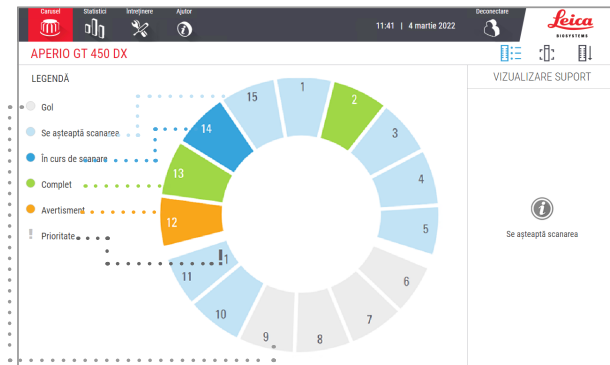 Carusel Statistici Întreținere Ajutor Deconectare
11:41 | 4 martie 2022
Leica
BIOSYSTEMS
APERIO GT 450 DX
LEGENDĂ
VIZUALIZARE SUPORT
Gol
Se așteaptă scanarea
În curs de scanare
Complet
Avertisment
! Prioritate
1
2
3
4
5
6
7
8
9
10
11
12
13
14
15
! 1
Se așteaptă scanarea